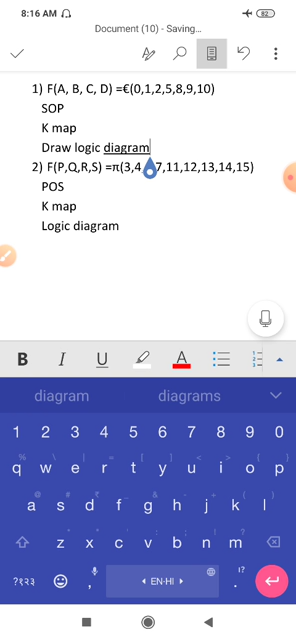 8:16 AM
82
Document (10) - Saving...
1) F(A, B, C, D) =€(0,1,2,5,8,9,10)
SOP
K map
Draw logic diagram
2) F(P,Q,R,S) =π(3,4 7,11,12,13,14,15)
POS
K map
Logic diagram
B I U A
diagram diagrams
1 2 3 4 5 6 7 8 9 0
q w e r t y u i o p
a s d f g h j k l
z x c v b n m
?१२३ , EN-HI .